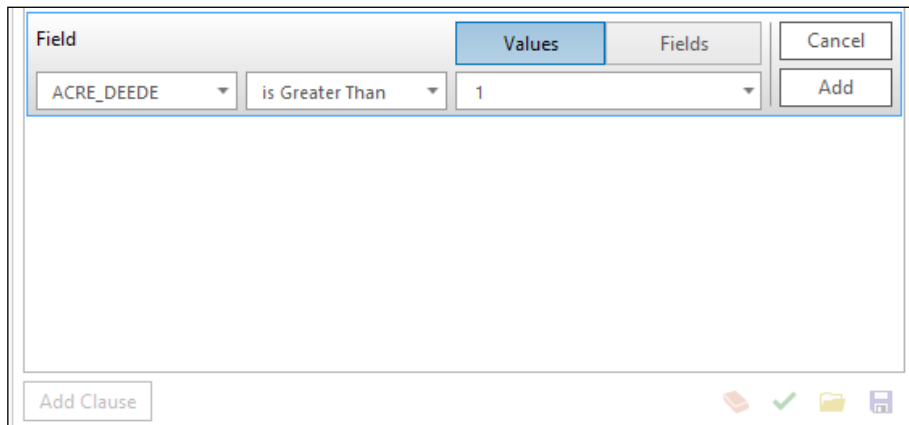 Field Values Fields Cancel
ACRE_DEEDE is Greater Than 1 Add
Add Clause